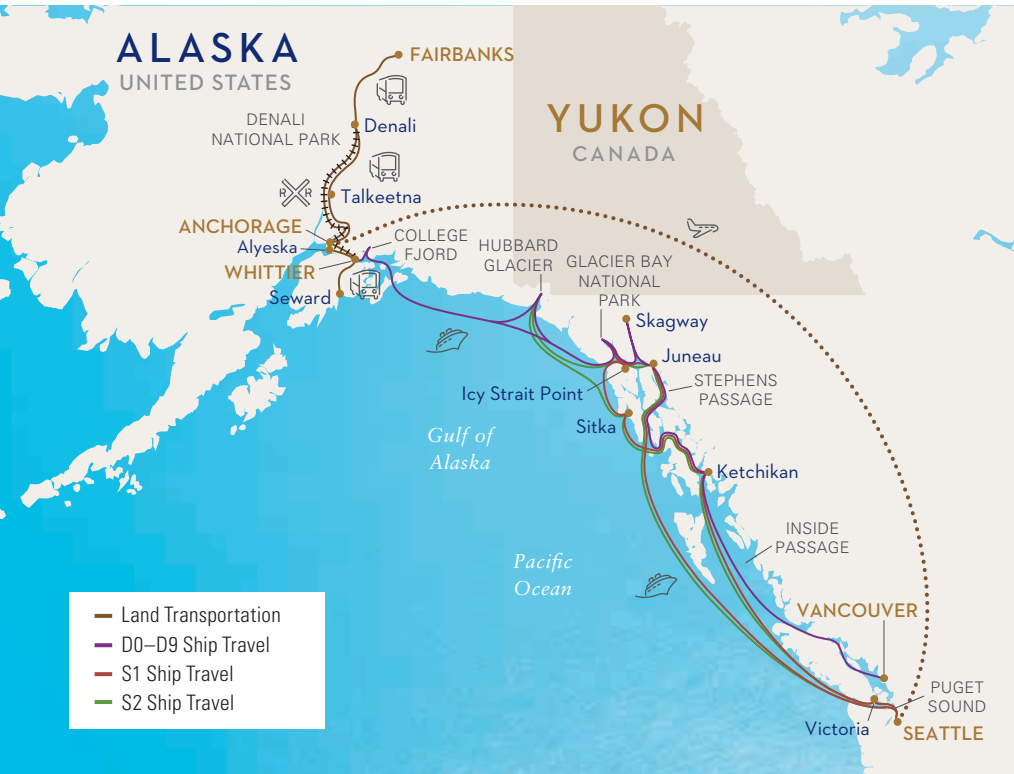 ALASKA
UNITED STATES
FAIRBANKS
YUKON
CANADA
DENALI
NATIONAL PARK
Denali
R R
Talkeetna
ANCHORAGE
Alyeska
WHITTIER
Seward
COLLEGE
FJORD
HUBBARD
GLACIER
GLACIER BAY
NATIONAL
PARK
Skagway
Juneau
STEPHENS
PASSAGE
Icy Strait Point
Sitka
Gulf of
Alaska
Ketchikan
INSIDE
PASSAGE
Pacific
Ocean
VANCOUVER
PUGET
SOUND
Victoria
SEATTLE
Land Transportation
D0–D9 Ship Travel
S1 Ship Travel
S2 Ship Travel